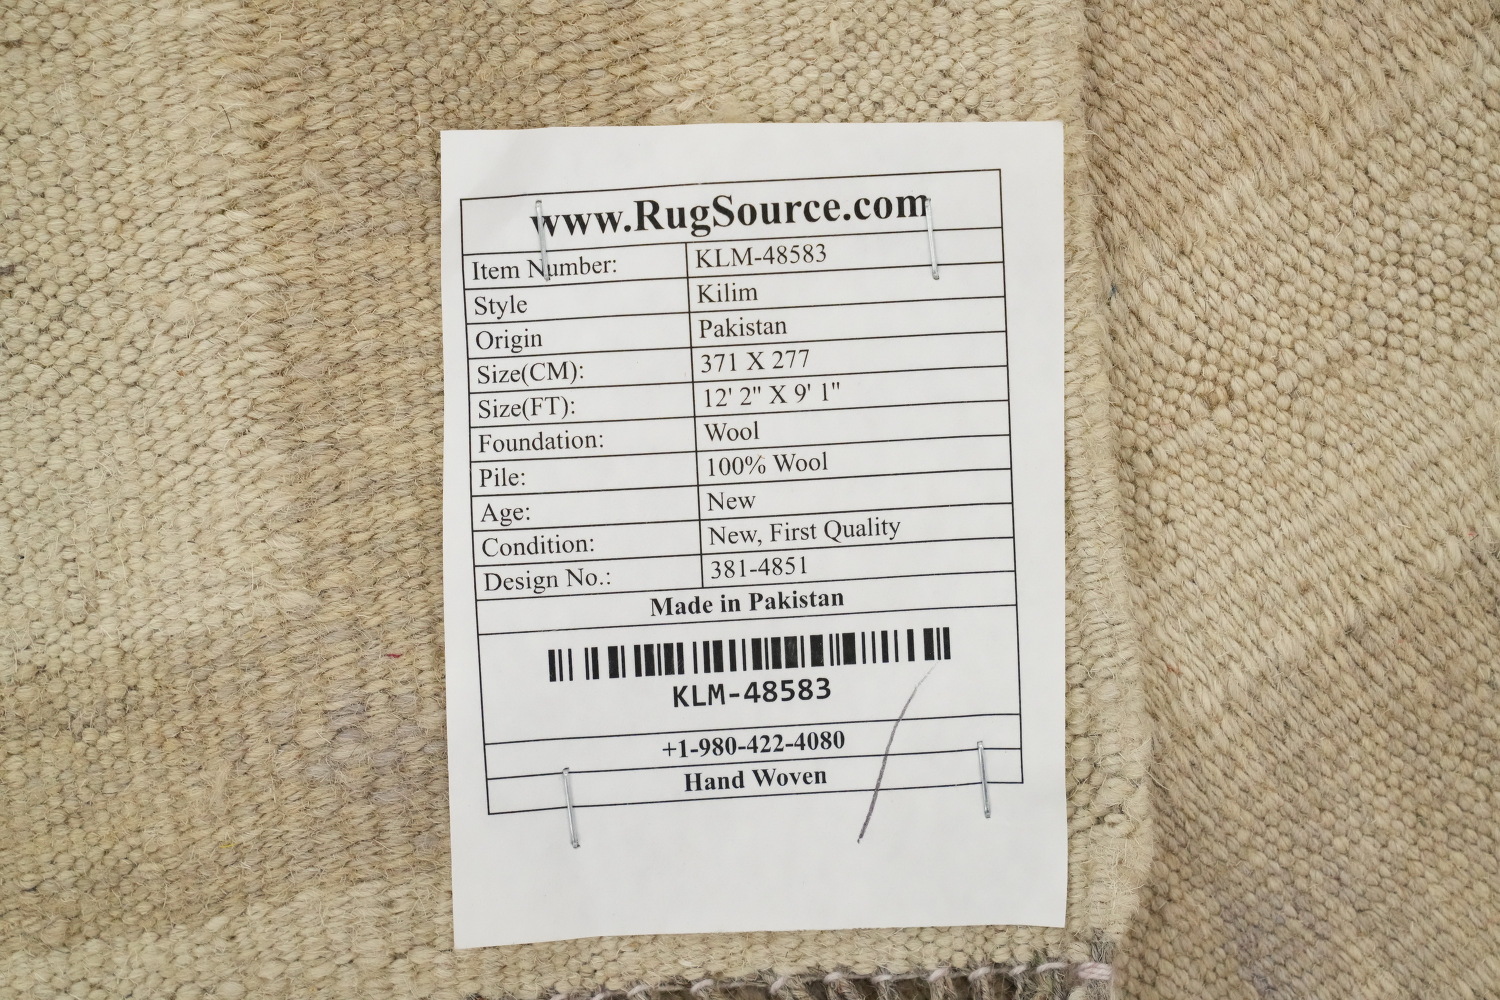 www.RugSource.com
Item Number: KLM-48583
Style Kilim
Origin Pakistan
Size(CM): 371 X 277
Size(FT): 12' 2" X 9' 1"
Foundation: Wool
Pile: 100% Wool
Age: New
Condition: New, First Quality
Design No.: 381-4851
Made in Pakistan
KLM-48583
+1-980-422-4080
Hand Woven